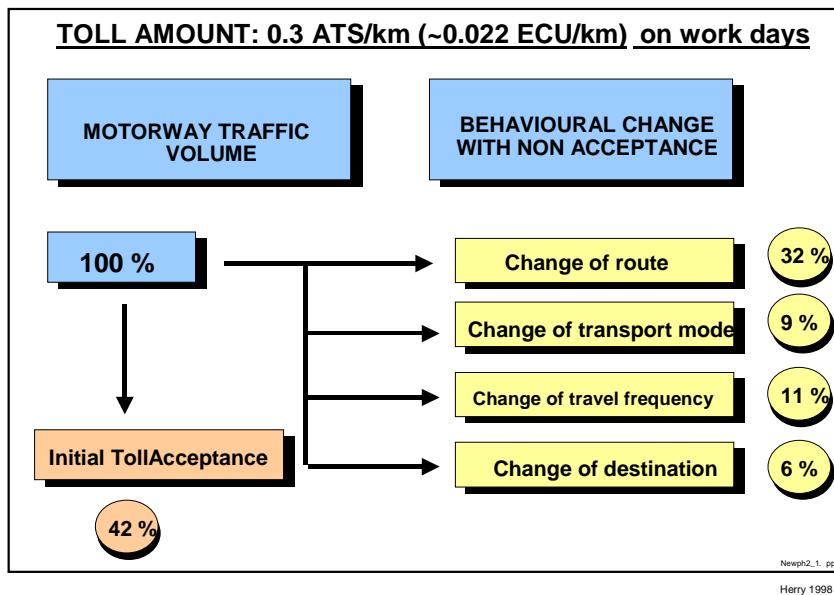 TOLL AMOUNT: 0.3 ATS/km (~0.022 ECU/km) on work days
MOTORWAY TRAFFIC
VOLUME
BEHAVIOURAL CHANGE
WITH NON ACCEPTANCE
100 %
Change of route
32 %
Change of transport mode
9 %
Change of travel frequency
11 %
Initial TollAcceptance
Change of destination
6 %
42 %
Newph2_1. pp
Herry 1998